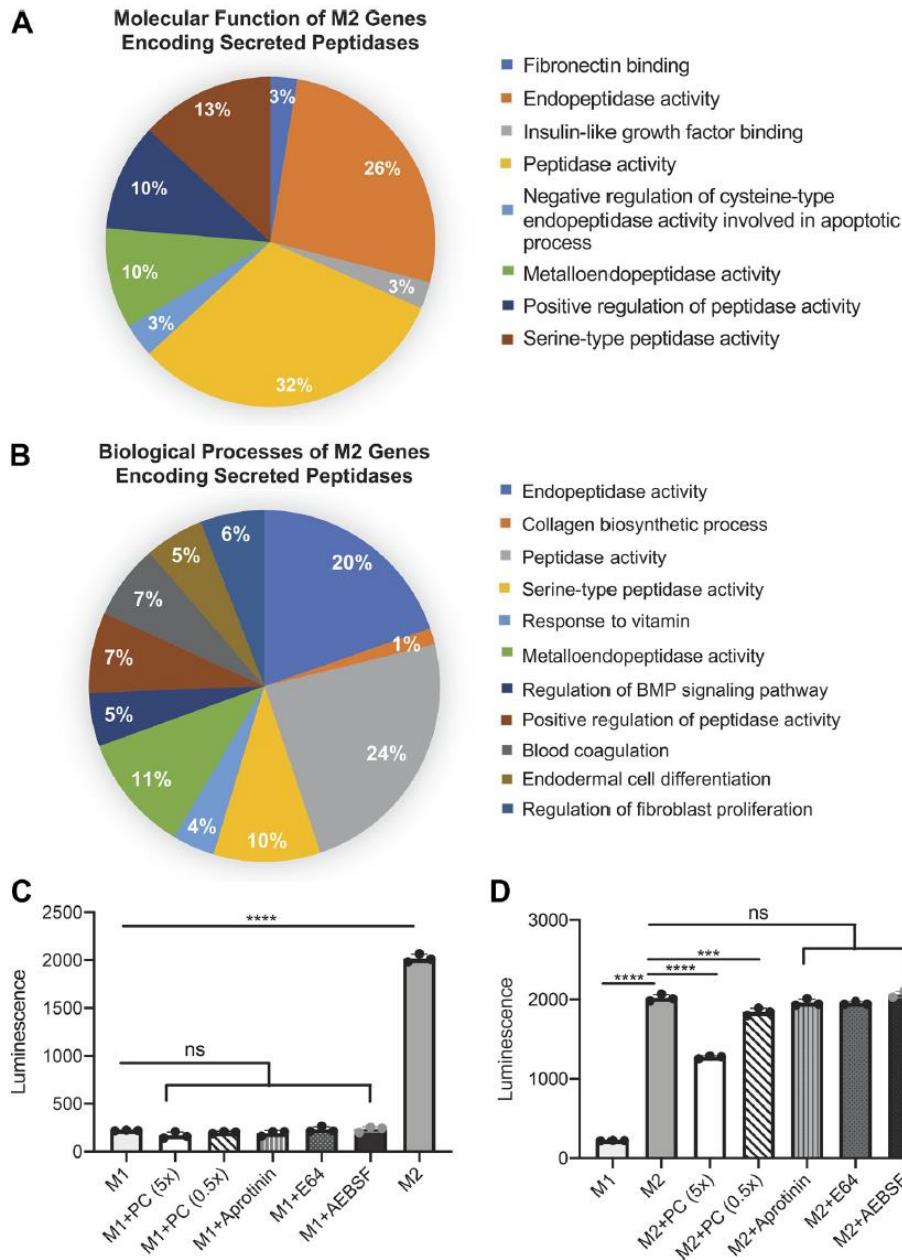 A
Molecular Function of M2 Genes
Encoding Secreted Peptidases
3%
26%
3%
32%
3%
10%
10%
13%
Fibronectin binding
Endopeptidase activity
Insulin-like growth factor binding
Peptidase activity
Negative regulation of cysteine-type
endopeptidase activity involved in apoptotic
process
Metalloendopeptidase activity
Positive regulation of peptidase activity
Serine-type peptidase activity
B
Biological Processes of M2 Genes
Encoding Secreted Peptidases
20%
1%
24%
10%
4%
11%
5%
7%
7%
5%
6%
Endopeptidase activity
Collagen biosynthetic process
Peptidase activity
Serine-type peptidase activity
Response to vitamin
Metalloendopeptidase activity
Regulation of BMP signaling pathway
Positive regulation of peptidase activity
Blood coagulation
Endodermal cell differentiation
Regulation of fibroblast proliferation
C
Luminescence
2500
2000
1500
1000
500
0
****
ns
M1
M1+PC (5x)
M1+PC (0.5x)
M1+Aprotinin
M1+E64
M1+AEBSF
M2
D
Luminescence
3000
2000
1000
0
ns
***
****
****
M1
M2
M2+PC (5x)
M2+PC (0.5x)
M2+Aprotinin
M2+E64
M2+AEBSF